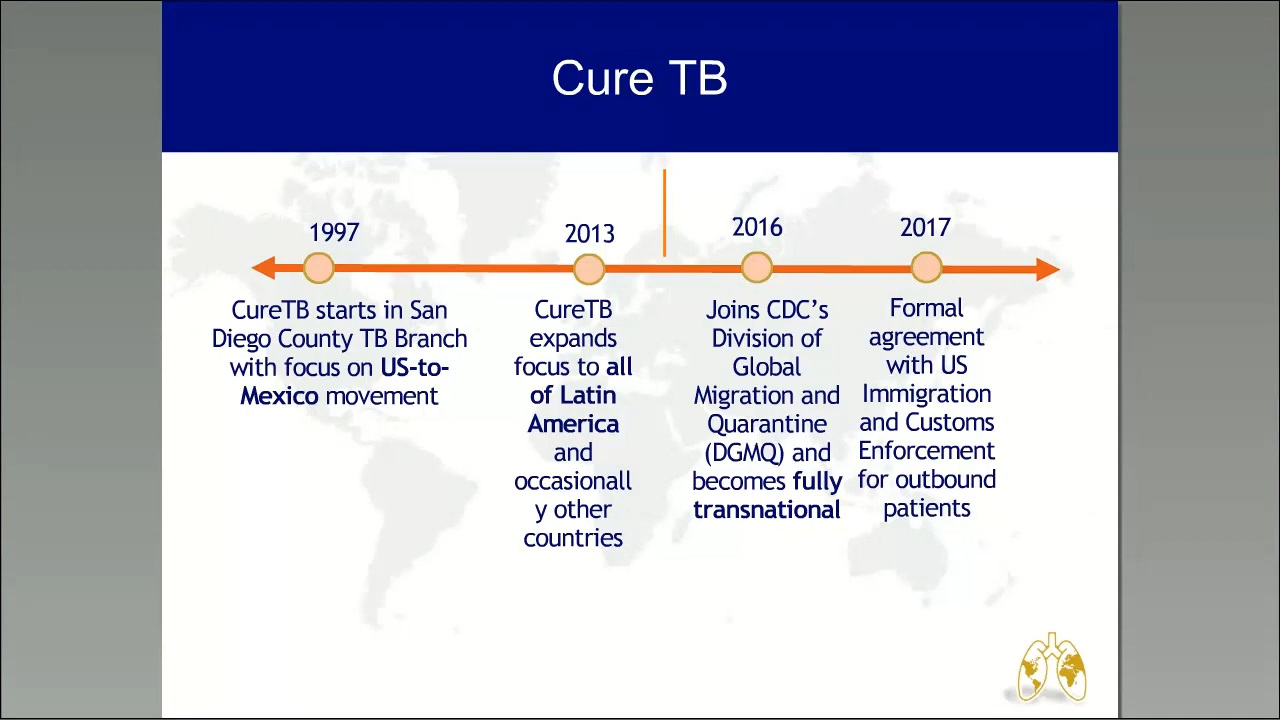 Cure TB
1997
CureTB starts in San
Diego County TB Branch
with focus on US-to-
Mexico movement
2013
CureTB
expands
focus to all
of Latin
America
and
occasionall
y other
countries
2016
Joins CDC’s
Division of
Global
Migration and
Quarantine
(DGMQ) and
becomes fully
transnational
2017
Formal
agreement
with US
Immigration
and Customs
Enforcement
for outbound
patients